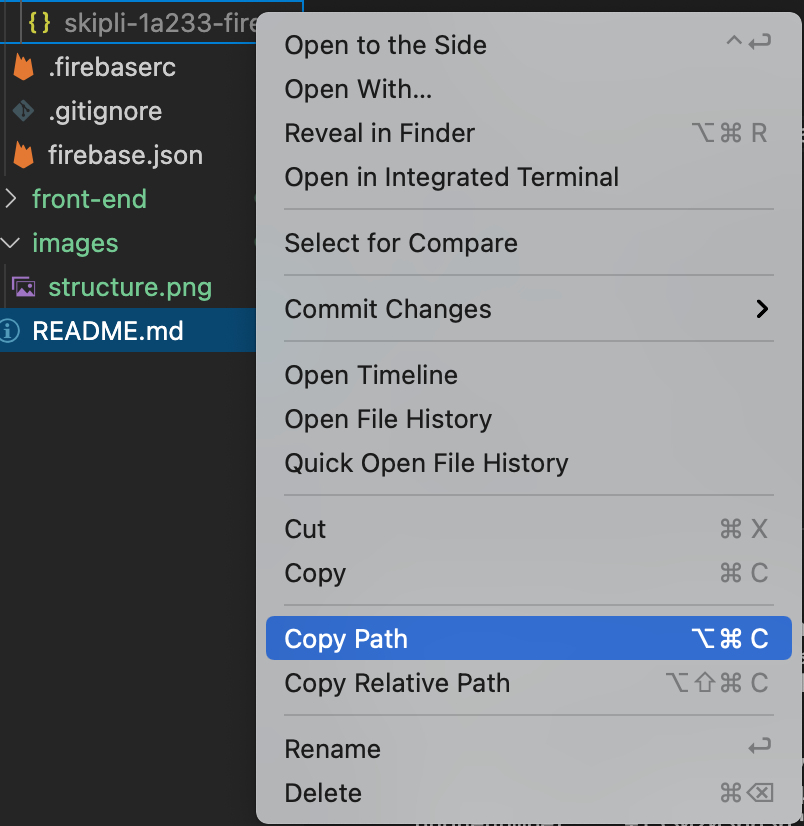 {} skipli-1a233-fire
.firebaserc
.gitignore
firebase.json
front-end
images
structure.png
README.md
Open to the Side ⌃↩
Open With...
Reveal in Finder ⌥⌘ R
Open in Integrated Terminal
Select for Compare
Commit Changes
Open Timeline
Open File History
Quick Open File History
Cut ⌘ X
Copy ⌘ C
Copy Path ⌥⌘ C
Copy Relative Path ⌥⇧⌘ C
Rename ↩
Delete ⌘⌫